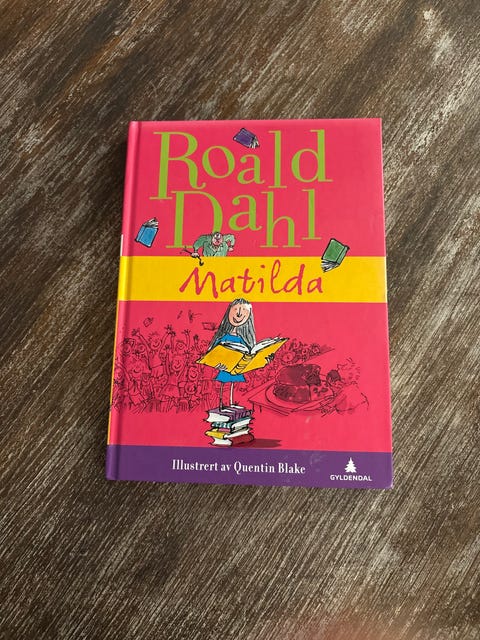 Roald
Dahl
Matilda
Illustrert av Quentin Blake
GYLDENDAL